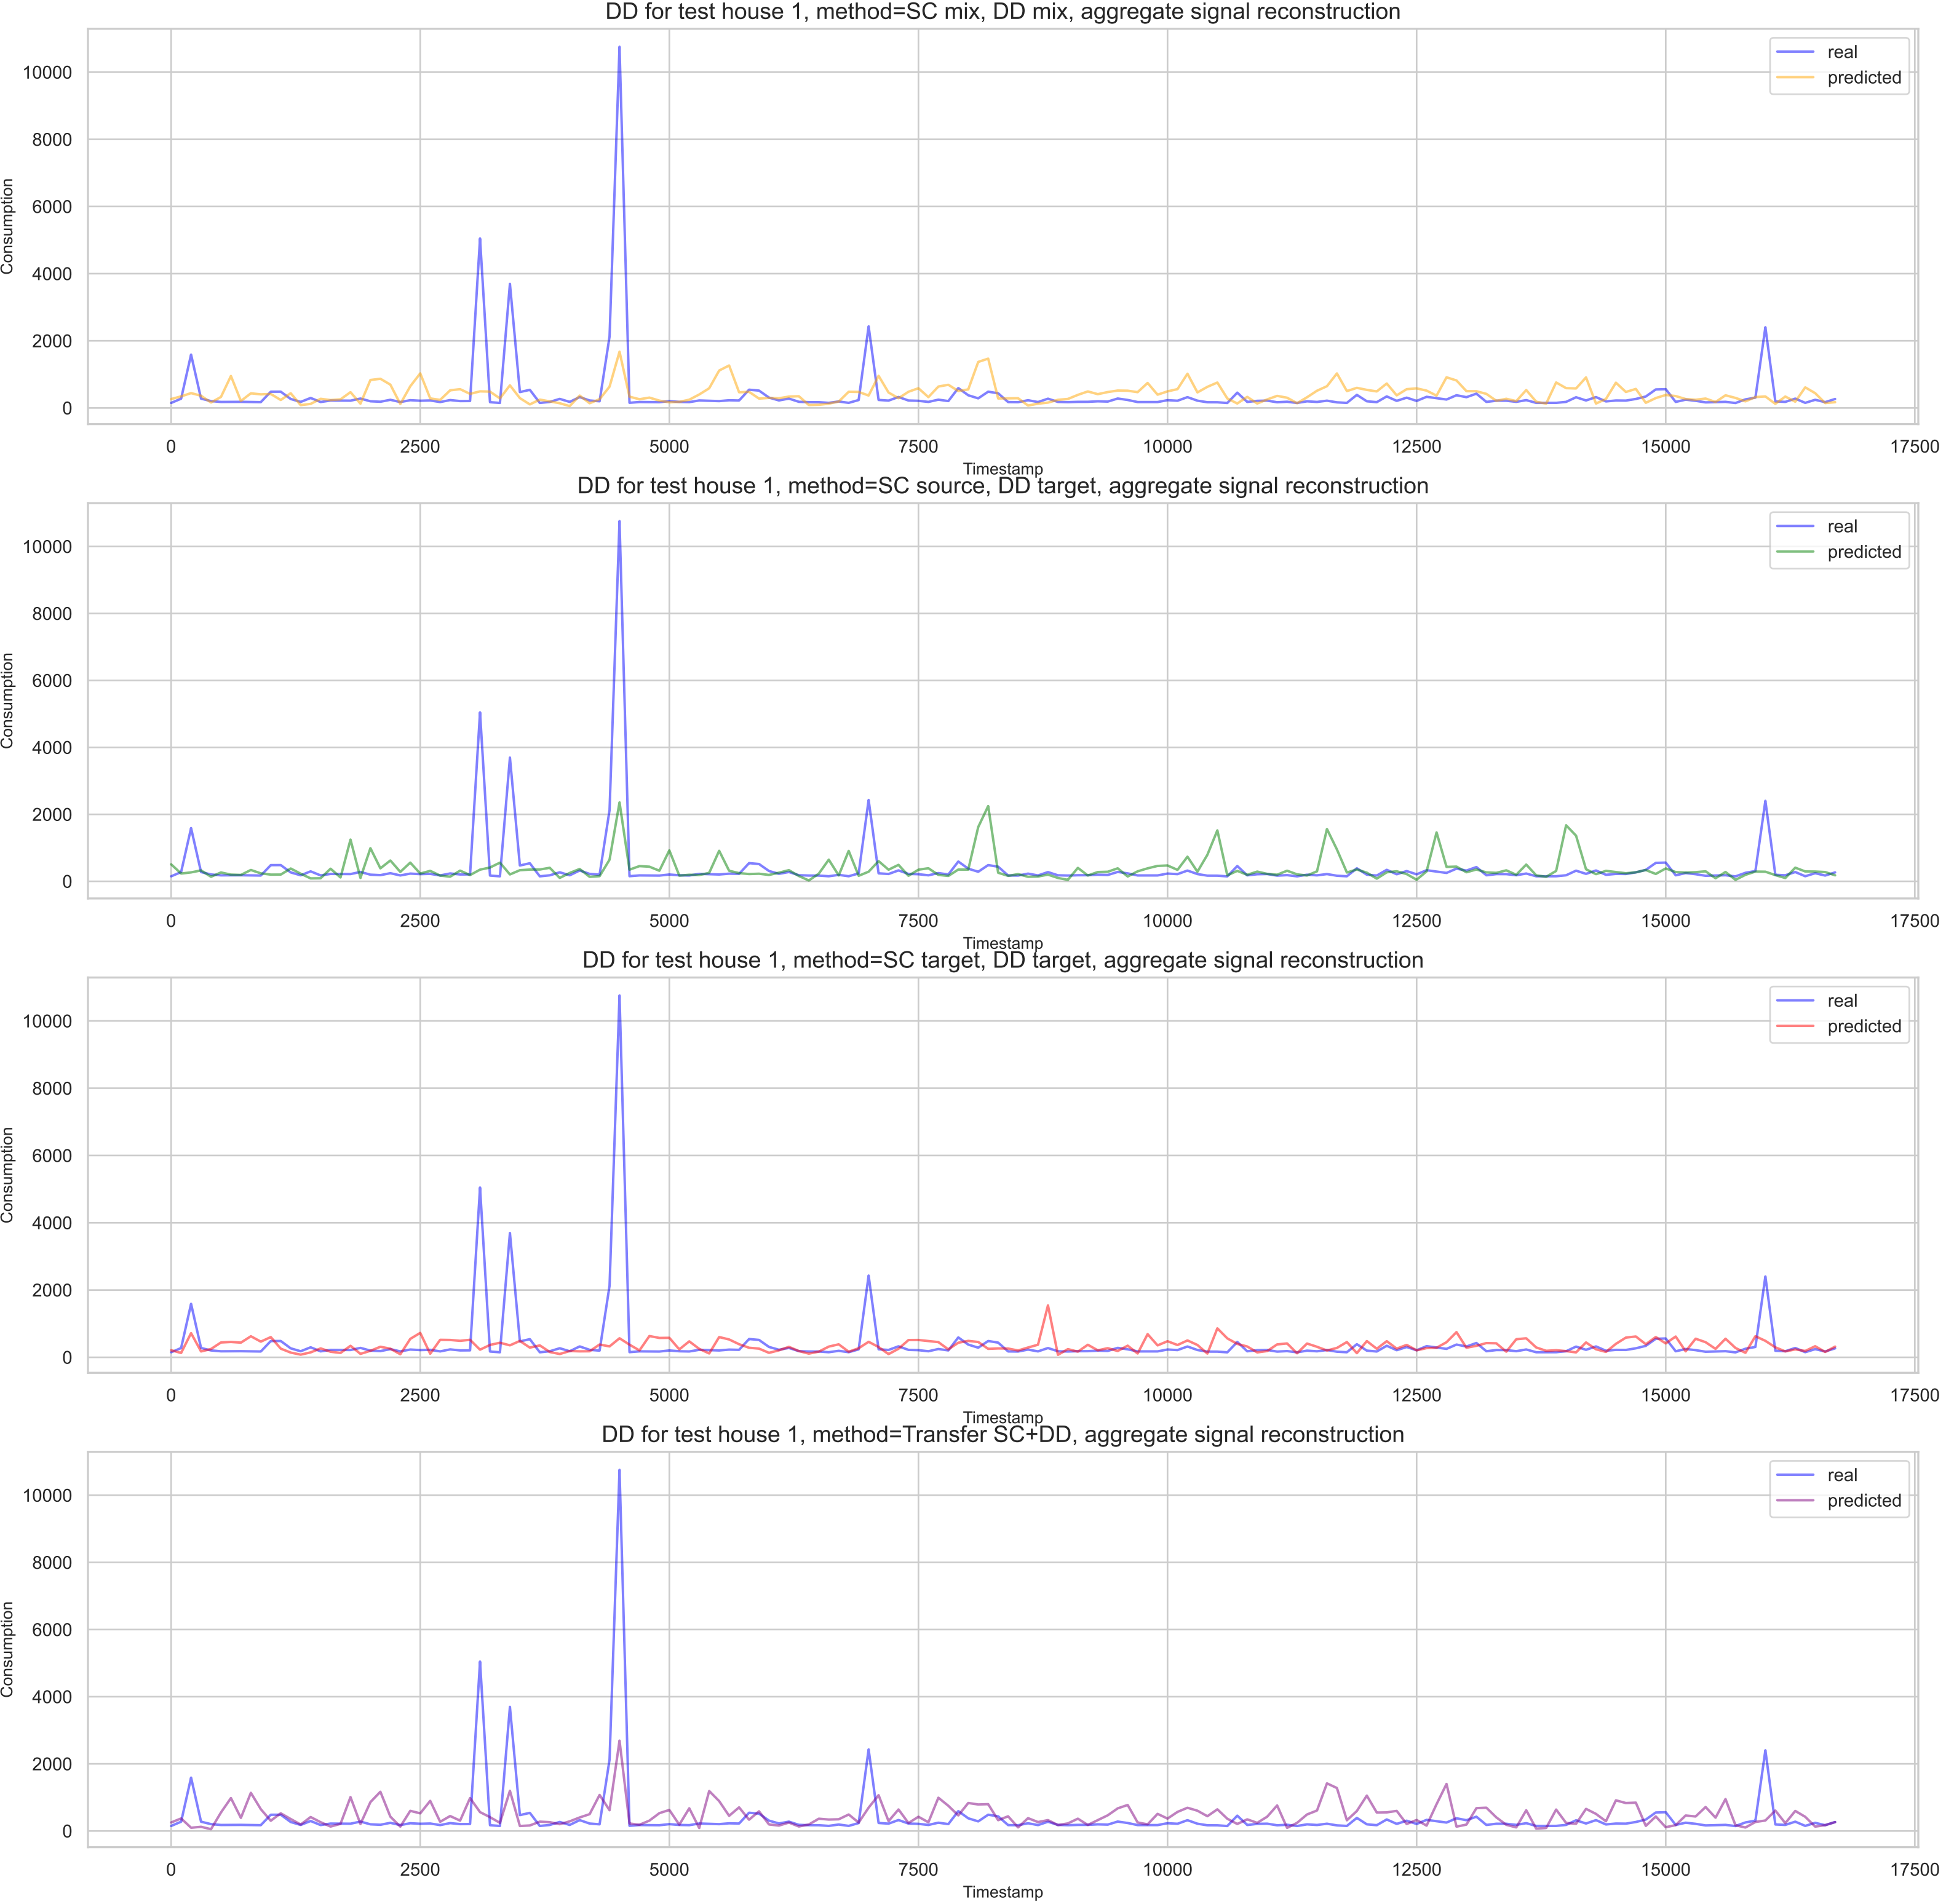 DD for test house 1, method=SC mix, DD mix, aggregate signal reconstruction
real
predicted
Consumption
10000
8000
6000
4000
2000
0
0 2500 5000 7500 10000 12500 15000 17500
Timestamp
DD for test house 1, method=SC source, DD target, aggregate signal reconstruction
real
predicted
Consumption
10000
8000
6000
4000
2000
0
0 2500 5000 7500 10000 12500 15000 17500
Timestamp
DD for test house 1, method=SC target, DD target, aggregate signal reconstruction
real
predicted
Consumption
10000
8000
6000
4000
2000
0
0 2500 5000 7500 10000 12500 15000 17500
Timestamp
DD for test house 1, method=Transfer SC+DD, aggregate signal reconstruction
real
predicted
Consumption
10000
8000
6000
4000
2000
0
0 2500 5000 7500 10000 12500 15000 17500
Timestamp